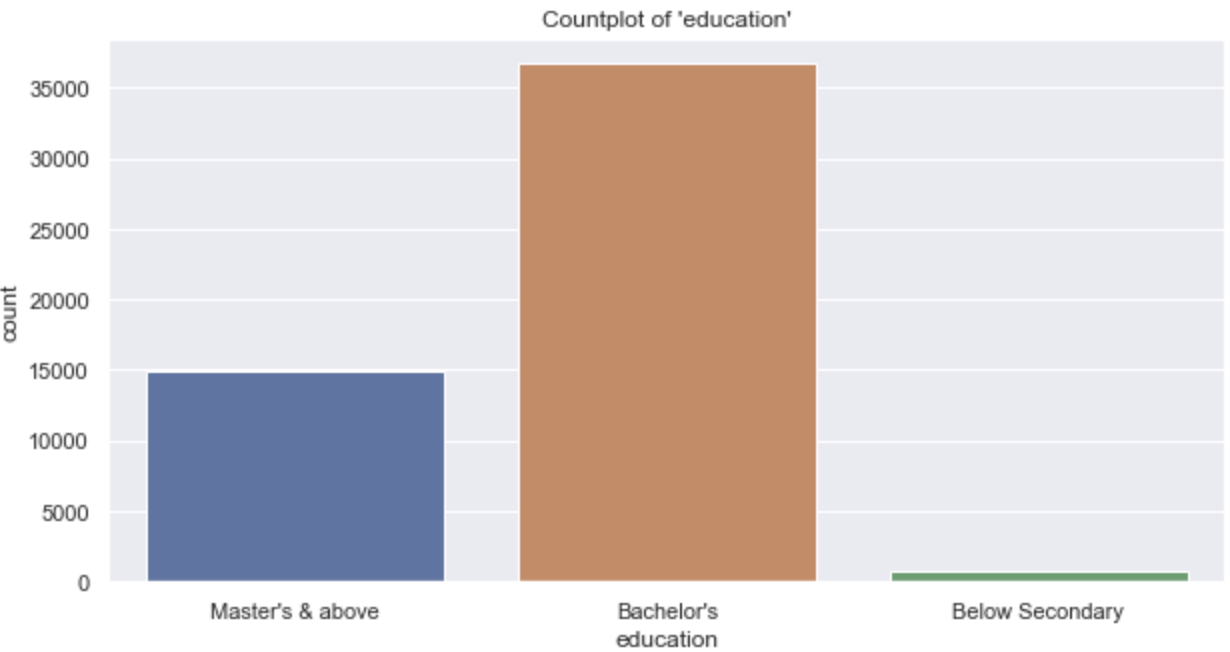 Countplot of 'education'
35000
30000
25000
20000
15000
10000
5000
0
count
Master's & above
Bachelor's
Below Secondary
education